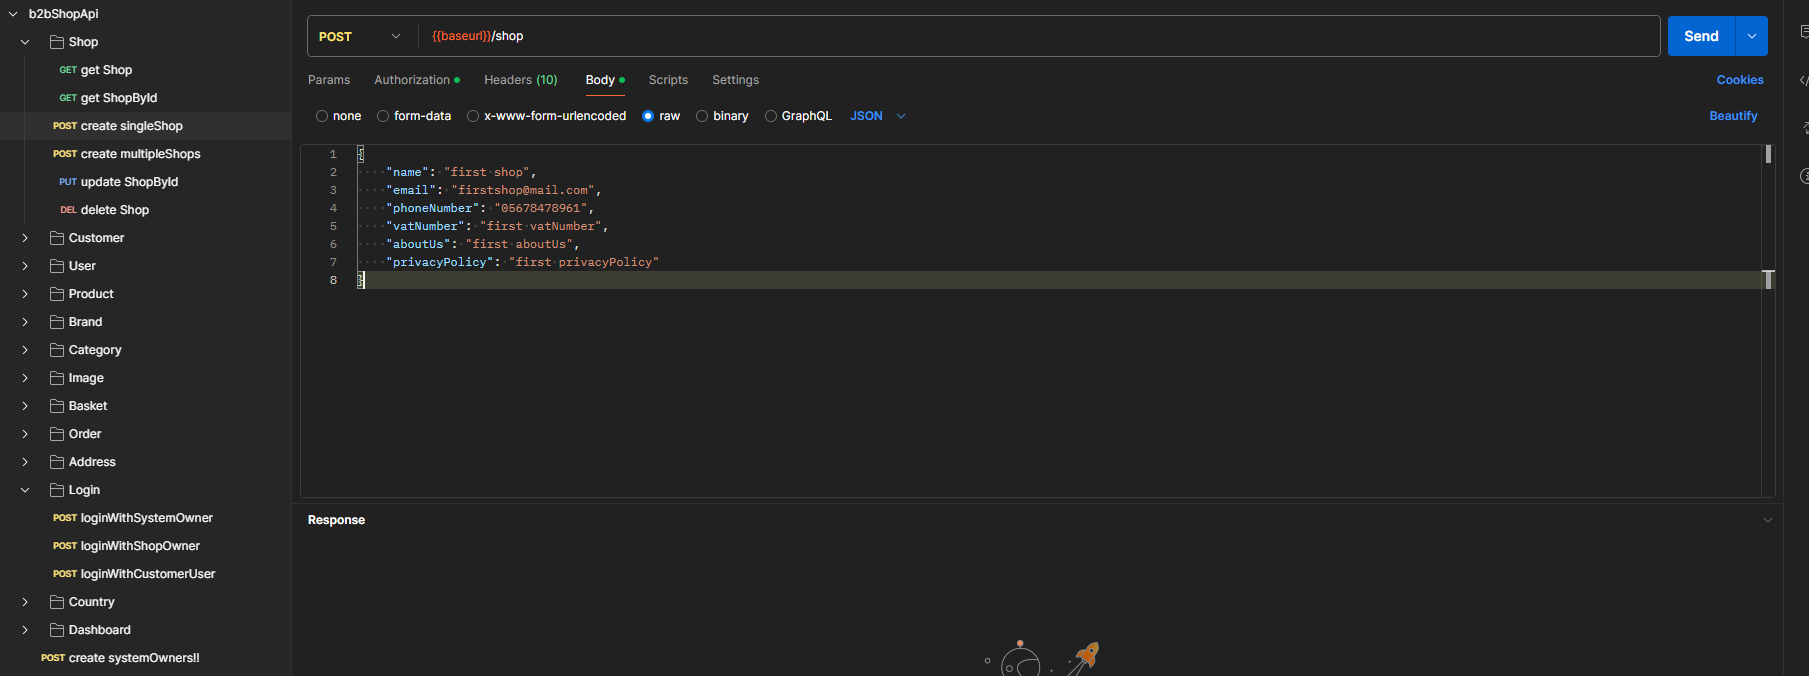 b2bShopApi
Shop
GET get Shop
GET get ShopById
POST create singleShop
POST create multipleShops
PUT update ShopById
DEL delete Shop
Customer
User
Product
Brand
Category
Image
Basket
Order
Address
Login
POST loginWithSystemOwner
POST loginWithShopOwner
POST loginWithCustomerUser
Country
Dashboard
POST create systemOwners!!
POST {{baseurl}}/shop Send
Params Authorization Headers (10) Body Scripts Settings Cookies
none form-data x-www-form-urlencoded raw binary GraphQL JSON Beautify
1 {
2 "name": "first shop",
3 "email": "firstshop@mail.com",
4 "phoneNumber": "05678478961",
5 "vatNumber": "first vatNumber",
6 "aboutUs": "first aboutUs",
7 "privacyPolicy": "first privacyPolicy"
8 }
Response